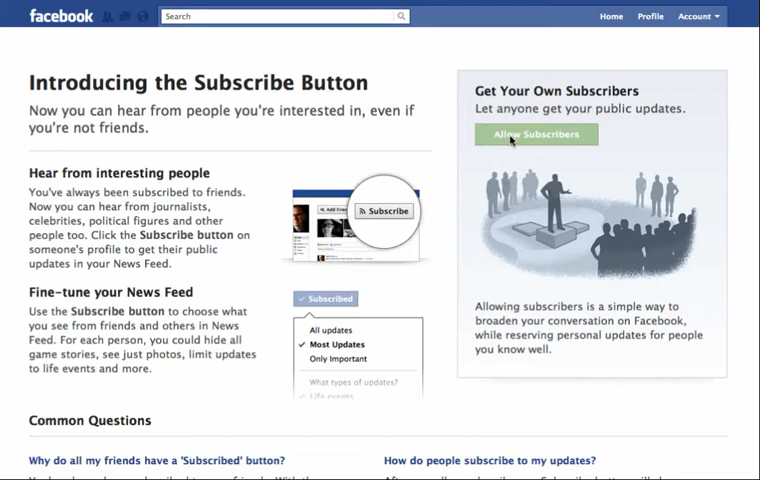 facebook
Search
Home Profile Account
Introducing the Subscribe Button
Now you can hear from people you're interested in, even if
you're not friends.
Hear from interesting people
You've always been subscribed to friends.
Now you can hear from journalists,
celebrities, political figures and other
people too. Click the Subscribe button on
someone's profile to get their public
updates in your News Feed.
Subscribe
Fine-tune your News Feed
Use the Subscribe button to choose what
you see from friends and others in News
Feed. For each person, you could hide all
game stories, see just photos, limit updates
to life events and more.
Subscribed
All updates
Most Updates
Only Important
What types of updates?
Life events
Get Your Own Subscribers
Let anyone get your public updates.
Allow Subscribers
Allowing subscribers is a simple way to
broaden your conversation on Facebook,
while reserving personal updates for people
you know well.
Common Questions
Why do all my friends have a 'Subscribed' button?
How do people subscribe to my updates?